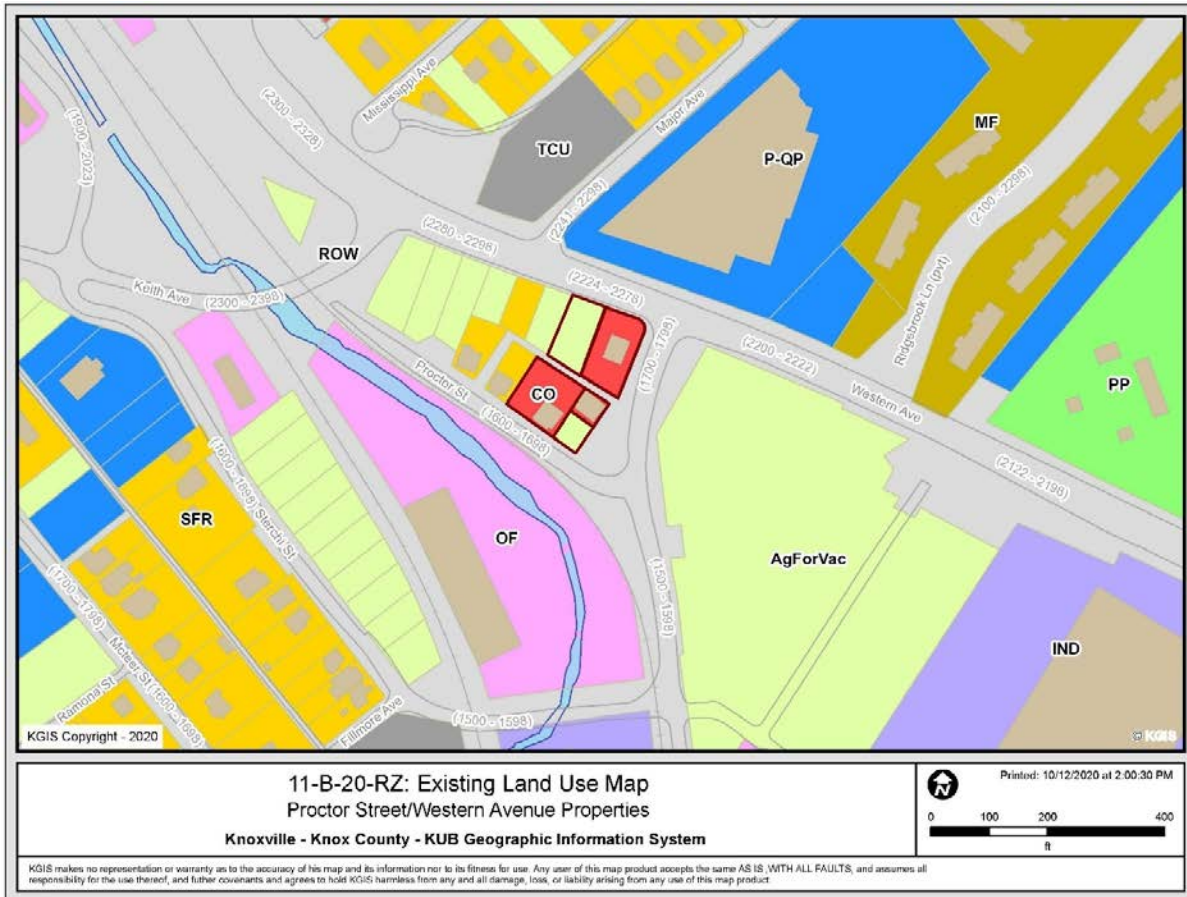 Mississippi Ave
(2300 - 2328)
(1900 - 2023)
TCU
Major Ave
MF
P-QP
(2100 - 2298)
(2241 - 2298)
ROW
(2280 - 2298)
Keith Ave
(2300 - 2398)
(2224 - 2278)
Ridgsbrook Ln (pvt)
(1700 - 1798)
(2200 - 2222)
Western Ave
PP
Proctor St
CO
(1600 - 1698)
(2122 - 2198)
(1600 - 1698)
Sterchi St
SFR
OF
AgForVac
(1500 - 1598)
(1700 - 1798)
Mcteer St
(1600 - 1698)
Ramona St
IND
Fillmore Ave
(1500 - 1598)
KGIS Copyright - 2020
© KGIS
11-B-20-RZ: Existing Land Use Map
Proctor Street/Western Avenue Properties
Knoxville - Knox County - KUB Geographic Information System
N
Printed: 10/12/2020 at 2:00:30 PM
0 100 200 400
ft
KGIS makes no representation or warranty as to the accuracy of his map and its information nor to its fitness for use. Any user of this map product accepts the same AS IS ,WITH ALL FAULTS, and assumes all
responsibility for the use thereof, and futher covenants and agrees to hold KGIS harmless from any and all damage, loss, or liability arising from any use of this map product.